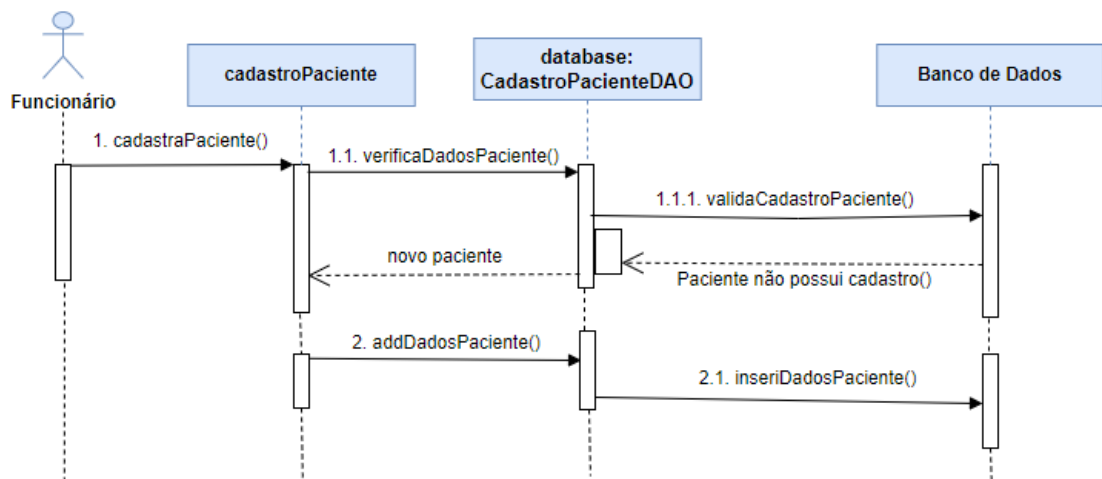 Funcionário
cadastroPaciente
database:
CadastroPacienteDAO
Banco de Dados
1. cadastraPaciente()
1.1. verificaDadosPaciente()
1.1.1. validaCadastroPaciente()
novo paciente
Paciente não possui cadastro()
2. addDadosPaciente()
2.1. inseriDadosPaciente()